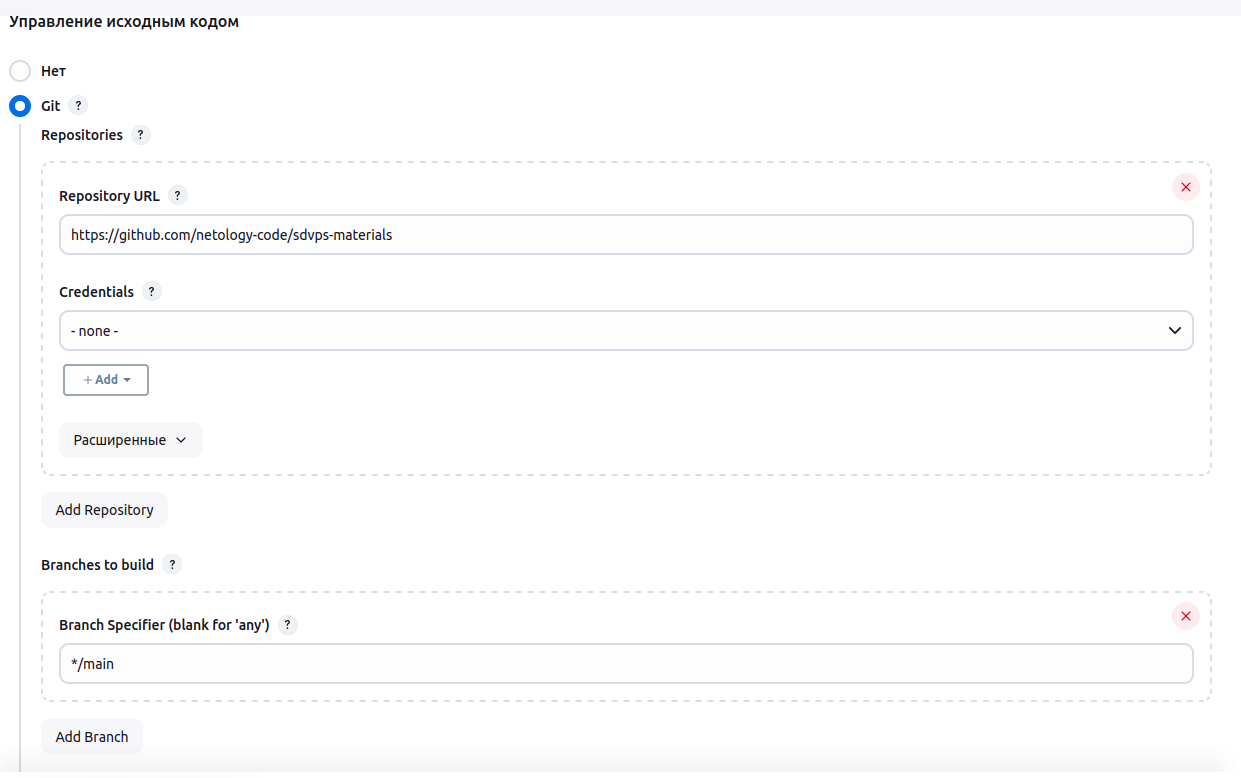 Управление исходным кодом
Нет
Git ?
Repositories ?
Repository URL ?
https://github.com/netology-code/sdvps-materials
Credentials ?
- none -
+ Add
Расширенные
Add Repository
Branches to build ?
Branch Specifier (blank for 'any') ?
*/main
Add Branch